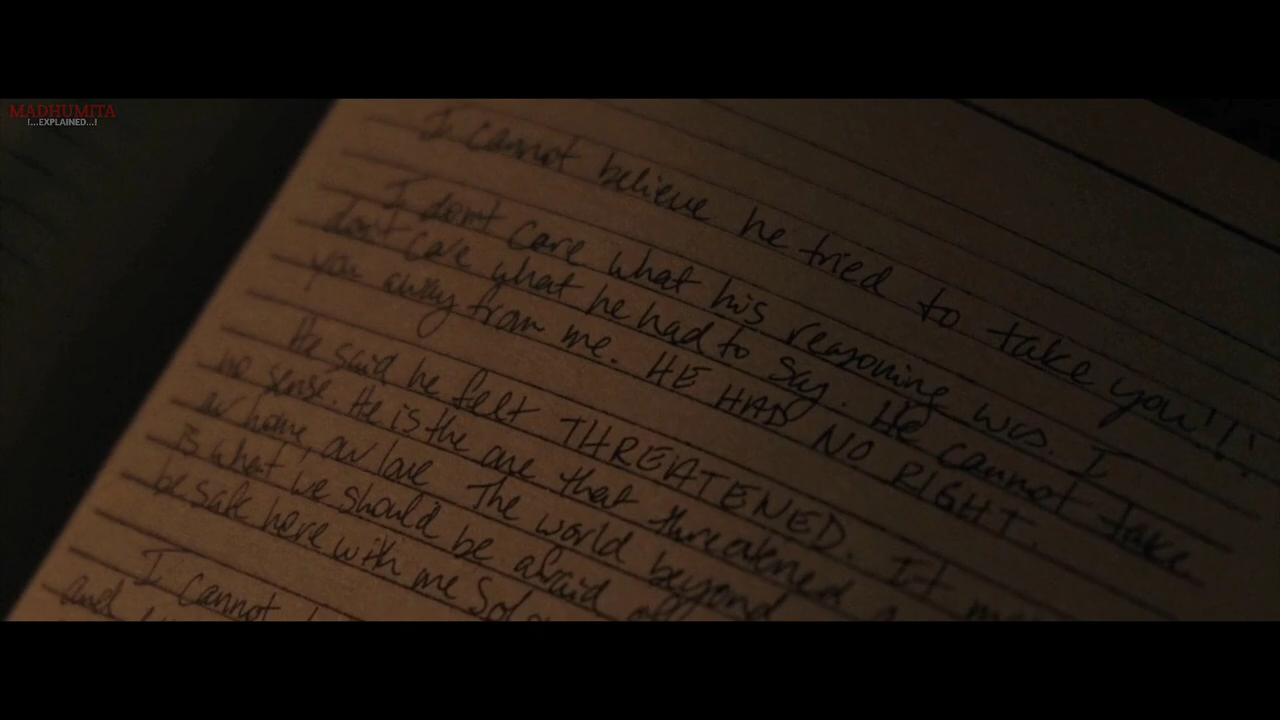 MADHUMITA
!...EXPLAINED...!
I cannot believe he tried to take you!!!
I don't care what his reasoning was. I
don't care what he had to say. He cannot take
you away from me. HE HAD NO RIGHT.
He said he felt THREATENED. It
no sense. He is the one that threatened
our home, our love The world beyond
is what we should be afraid of
be safe here with me Sol
I cannot
and